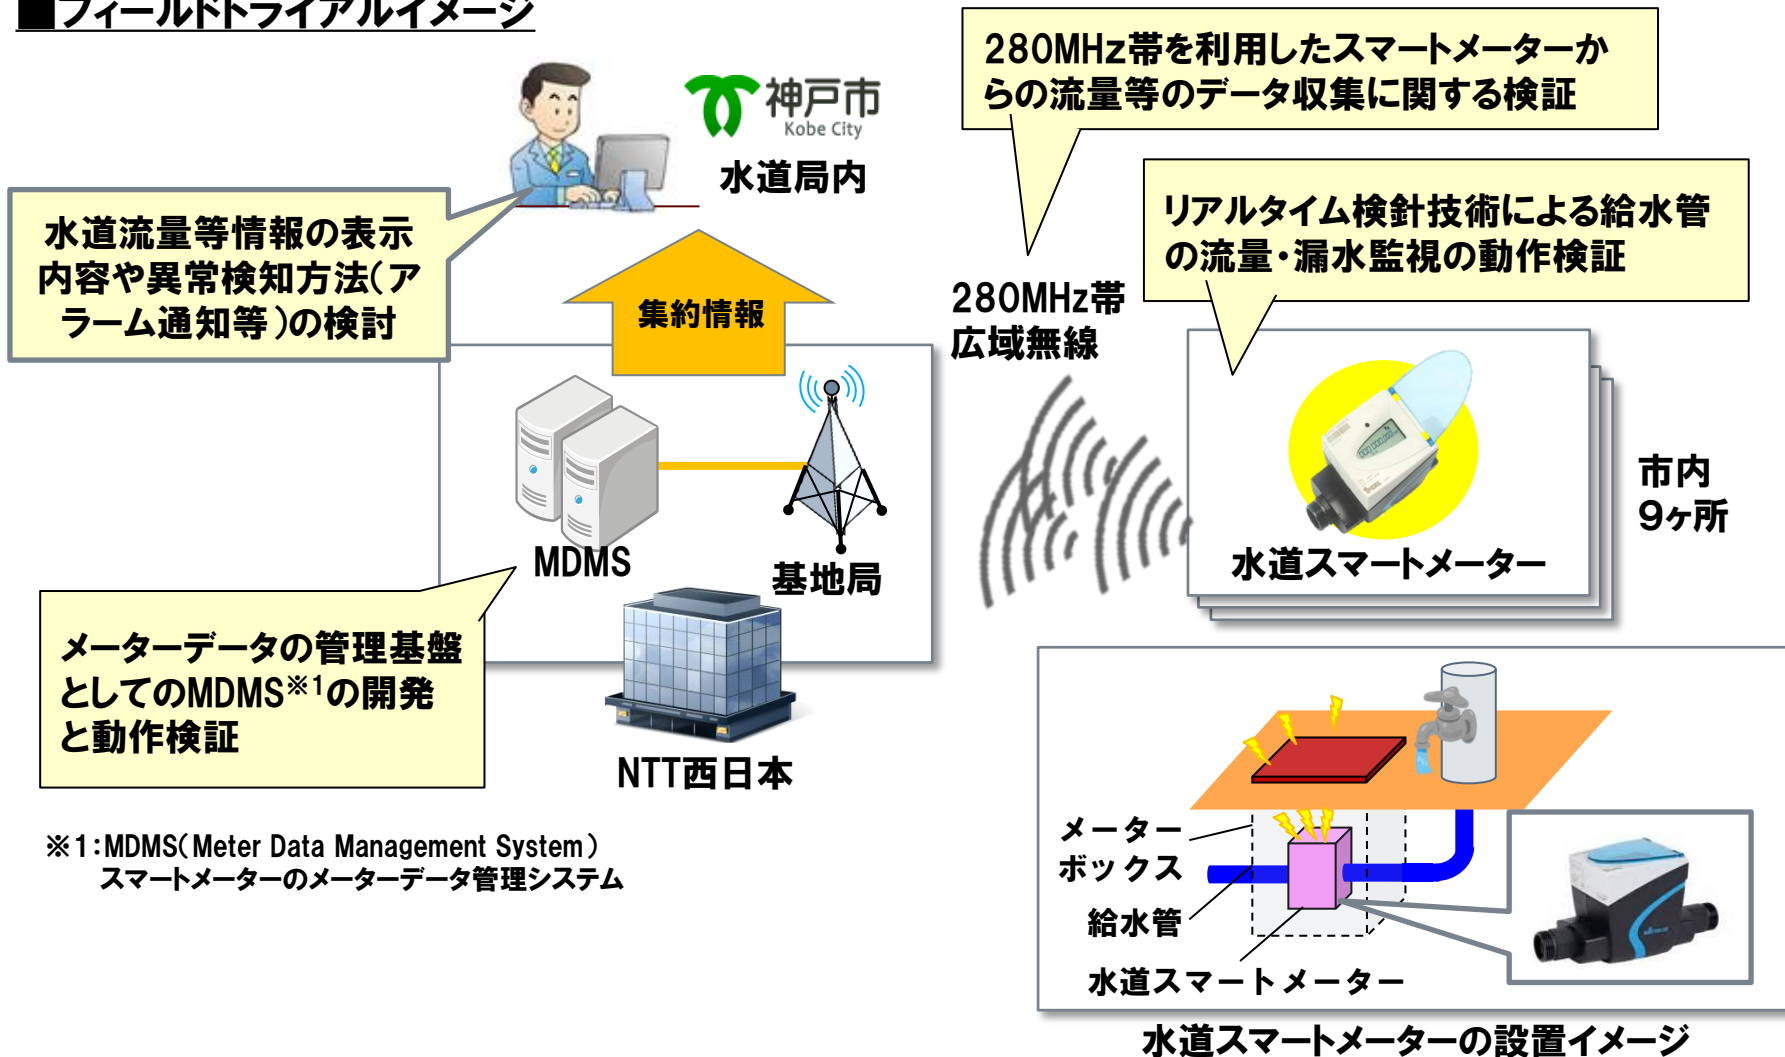 ■フィールドトライアルイメージ
神戸市
Kobe City
水道局内
280MHz帯を利用したスマートメーターか
らの流量等のデータ収集に関する検証
リアルタイム検針技術による給水管
の流量・漏水監視の動作検証
水道流量等情報の表示
内容や異常検知方法(ア
ラーム通知等)の検討
集約情報
280MHz帯
広域無線
MDMS
基地局
水道スマートメーター
市内
9ヶ所
メーターデータの管理基盤
としてのMDMS※1の開発
と動作検証
NTT西日本
※1:MDMS(Meter Data Management System)
スマートメーターのメーターデータ管理システム
メーター
ボックス
給水管
水道スマートメーター
水道スマートメーターの設置イメージ